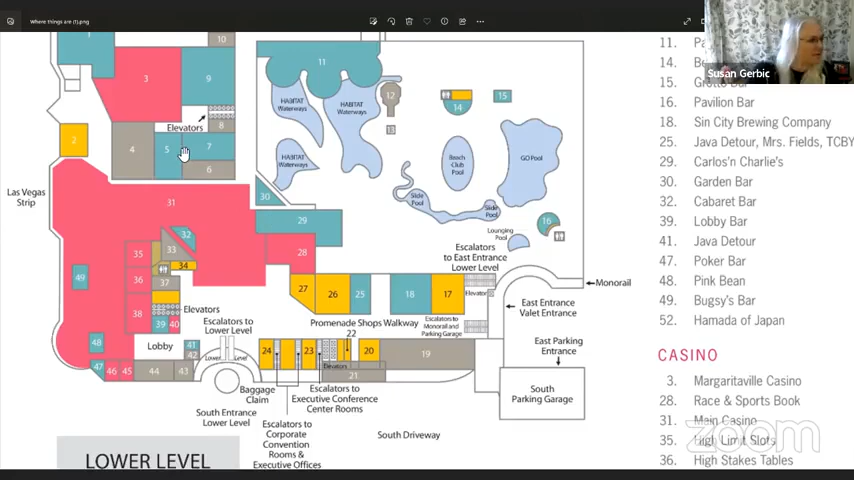 Where things are (1).png
Susan Gerbic
1
10
3
9
11
12
14
15
HABITAT
Waterways
HABITAT
Waterways
Elevators
8
2
4
5
7
6
HABITAT
Waterways
Beach
Club
Pool
GO Pool
Las Vegas
Strip
31
30
29
Slide
Pool
Slide
Pool
16
Lounging
Pool
32
33
35
34
28
Escalators
to East Entrance
Lower Level
49
36
37
27
26
25
18
17
Elevator
Monorail
38
39
40
Elevators
Escalators to
Lower Level
Promenade Shops Walkway
22
Escalators to
Monorail and
Parking Garage
East Entrance
Valet Entrance
48
Lobby
41
42
Lower Level
24
23
20
19
East Parking
Entrance
47
46
45
44
43
Elevators
21
Baggage
Claim
Escalators to
Executive Conference
Center Rooms
South
Parking Garage
South Entrance
Lower Level
Escalators to
Corporate
Convention
Rooms &
Executive Offices
South Driveway
LOWER LEVEL
11.
14.
15.
16. Pavilion Bar
18. Sin City Brewing Company
25. Java Detour, Mrs. Fields, TCBY
29. Carlos'n Charlie's
30. Garden Bar
32. Cabaret Bar
39. Lobby Bar
41. Java Detour
47. Poker Bar
48. Pink Bean
49. Bugsy's Bar
52. Hamada of Japan
CASINO
3. Margaritaville Casino
28. Race & Sports Book
31. Main Casino
35. High Limit Slots
36. High Stakes Tables
zoom